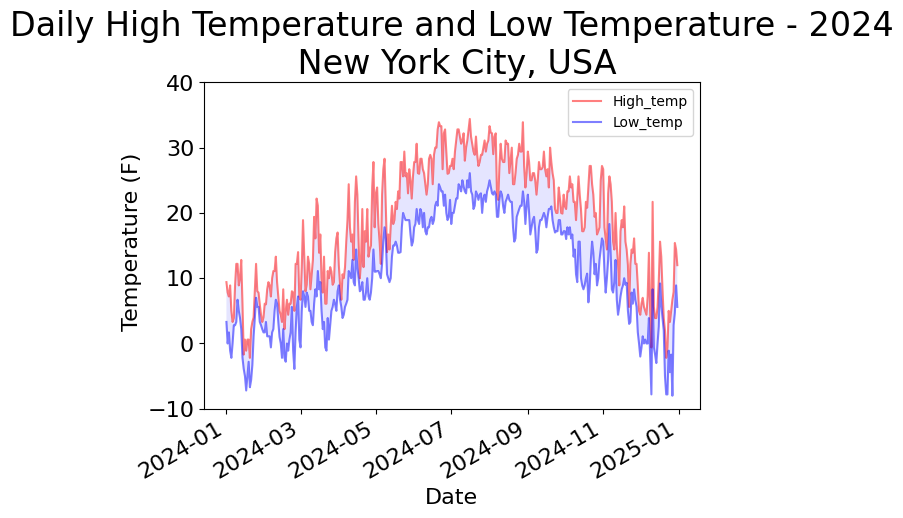 Daily High Temperature and Low Temperature - 2024
New York City, USA
High_temp
Low_temp
Temperature (F)
40
30
20
10
0
−10
2024-01
2024-03
2024-05
2024-07
2024-09
2024-11
2025-01
Date